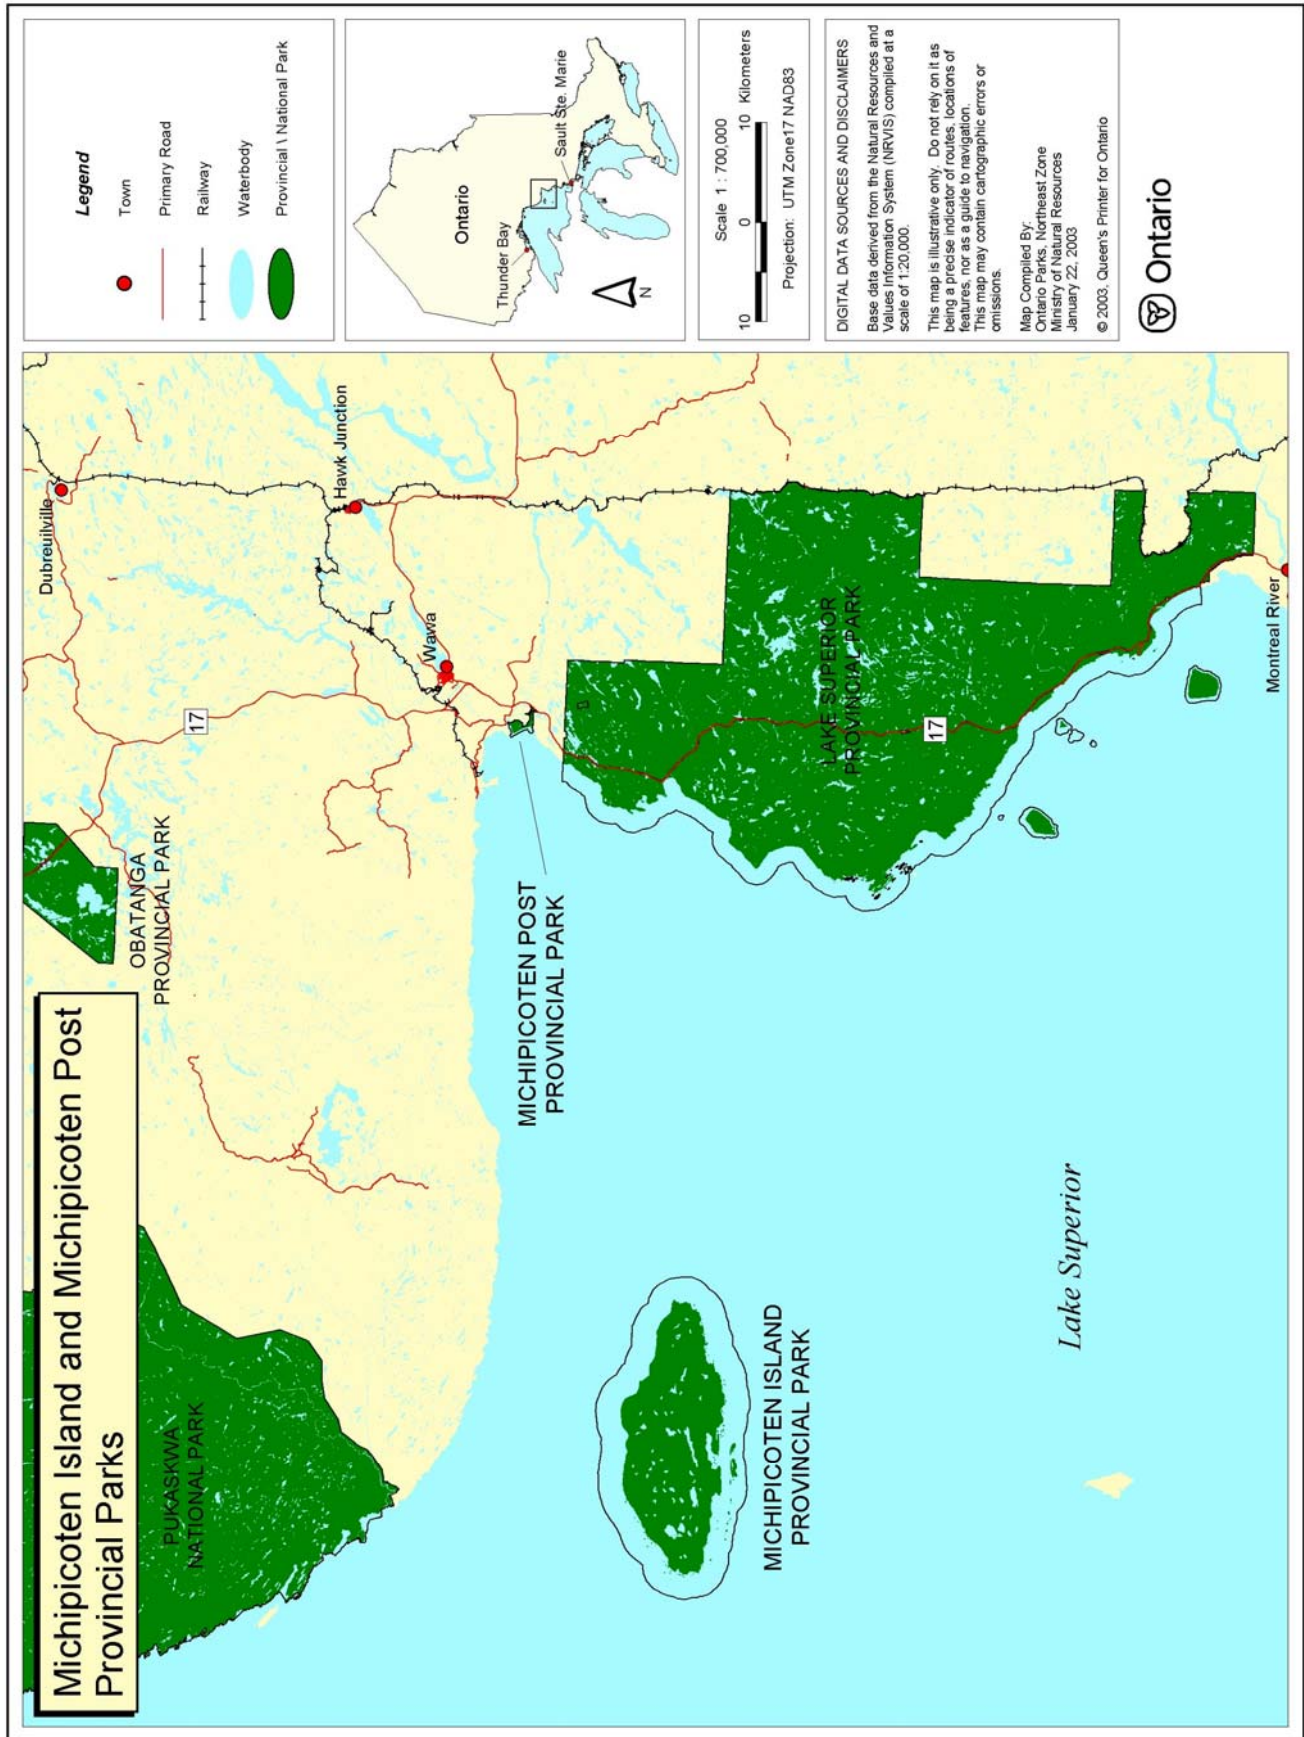 Michipicoten Island and Michipicoten Post
Provincial Parks
PUKASKWA
NATIONAL PARK
OBATANGA
PROVINCIAL PARK
Dubreuilville
17
Hawk Junction
Wawa
MICHIPICOTEN POST
PROVINCIAL PARK
MICHIPICOTEN ISLAND
PROVINCIAL PARK
LAKE SUPERIOR
PROVINCIAL PARK
17
Lake Superior
Montreal River
Legend
Town
Primary Road
Railway
Waterbody
Provincial \ National Park
Ontario
Thunder Bay
Sault Ste. Marie
N
Scale 1 : 700,000
10 0 10 Kilometers
Projection: UTM Zone17 NAD83
DIGITAL DATA SOURCES AND DISCLAIMERS
Base data derived from the Natural Resources and
Values Information System (NRVIS) compiled at a
scale of 1:20,000.
This map is illustrative only. Do not rely on it as
being a precise indicator of routes, locations of
features, nor as a guide to navigation.
This map may contain cartographic errors or
omissions.
Map Compiled By:
Ontario Parks, Northeast Zone
Ministry of Natural Resources
January 22, 2003
© 2003, Queen's Printer for Ontario
Ontario